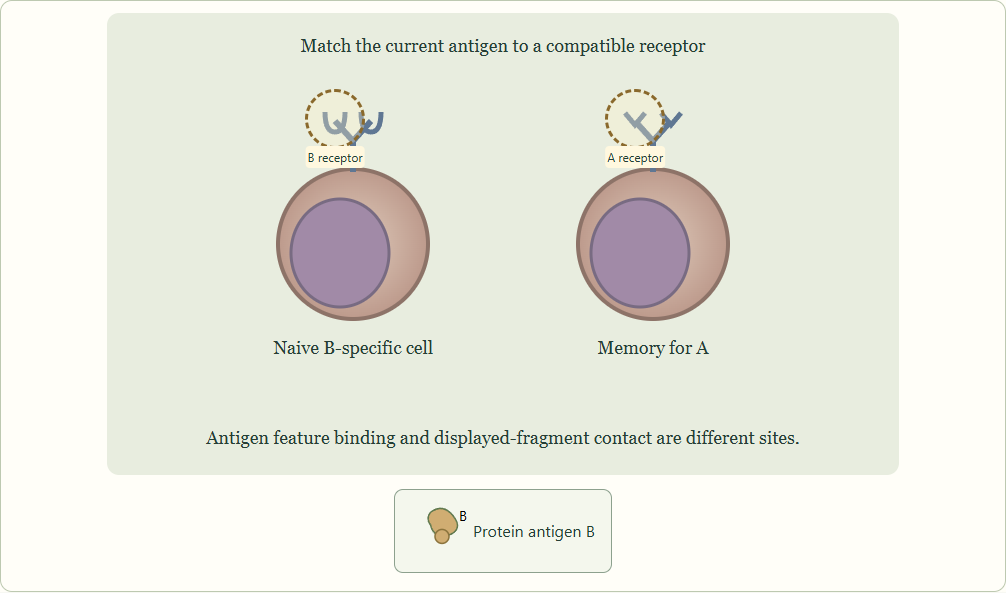 Match the current antigen to a compatible receptor
B receptor
A receptor
Naive B-specific cell
Memory for A
Antigen feature binding and displayed-fragment contact are different sites.
B
Protein antigen B